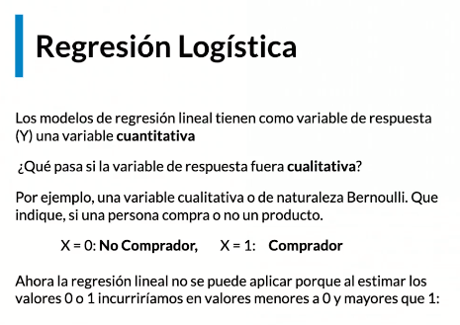 Regresión Logística
Los modelos de regresión lineal tienen como variable de respuesta
(Y) una variable cuantitativa
¿Qué pasa si la variable de respuesta fuera cualitativa?
Por ejemplo, una variable cualitativa o de naturaleza Bernoulli. Que
indique, si una persona compra o no un producto.
X = 0: No Comprador, X = 1: Comprador
Ahora la regresión lineal no se puede aplicar porque al estimar los
valores 0 o 1 incurriríamos en valores menores a 0 y mayores que 1: